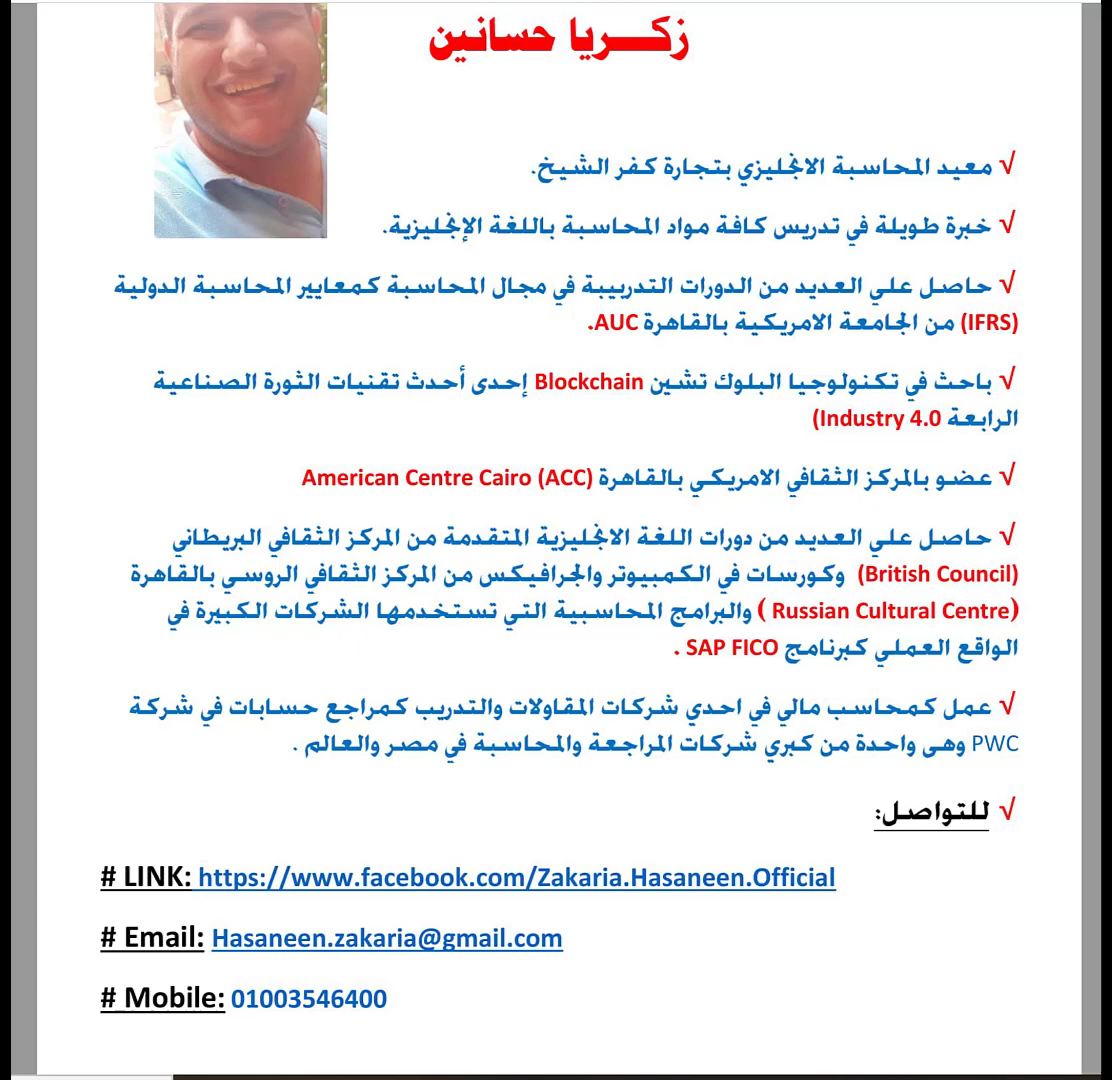 زكـــريا حسانين
√ معيد المحاسبة الانجليزي بتجارة كفر الشيخ.
√ خبرة طويلة في تدريس كافة مواد المحاسبة باللغة الإنجليزية.
√ حاصل علي العديد من الدورات التدريبية في مجال المحاسبة كمعايير المحاسبة الدولية
(IFRS) من الجامعة الامريكية بالقاهرة AUC.
√ باحث في تكنولوجيا البلوك تشين Blockchain إحدى أحدث تقنيات الثورة الصناعية
الرابعة Industry 4.0)
√ عضو بالمركز الثقافي الامريكي بالقاهرة American Centre Cairo (ACC)
√ حاصل علي العديد من دورات اللغة الانجليزية المتقدمة من المركز الثقافي البريطاني
(British Council) وكورسات في الكمبيوتر والجرافيكس من المركز الثقافي الروسي بالقاهرة
(Russian Cultural Centre ) والبرامج المحاسبية التي تستخدمها الشركات الكبيرة في
الواقع العملي كبرنامج SAP FICO .
√ عمل كمحاسب مالي في احدي شركات المقاولات والتدريب كمراجع حسابات في شركة
PWC وهى واحدة من كبري شركات المراجعة والمحاسبة في مصر والعالم .
√ للتواصل:
# LINK: https://www.facebook.com/Zakaria.Hasaneen.Official
# Email: Hasaneen.zakaria@gmail.com
# Mobile: 01003546400